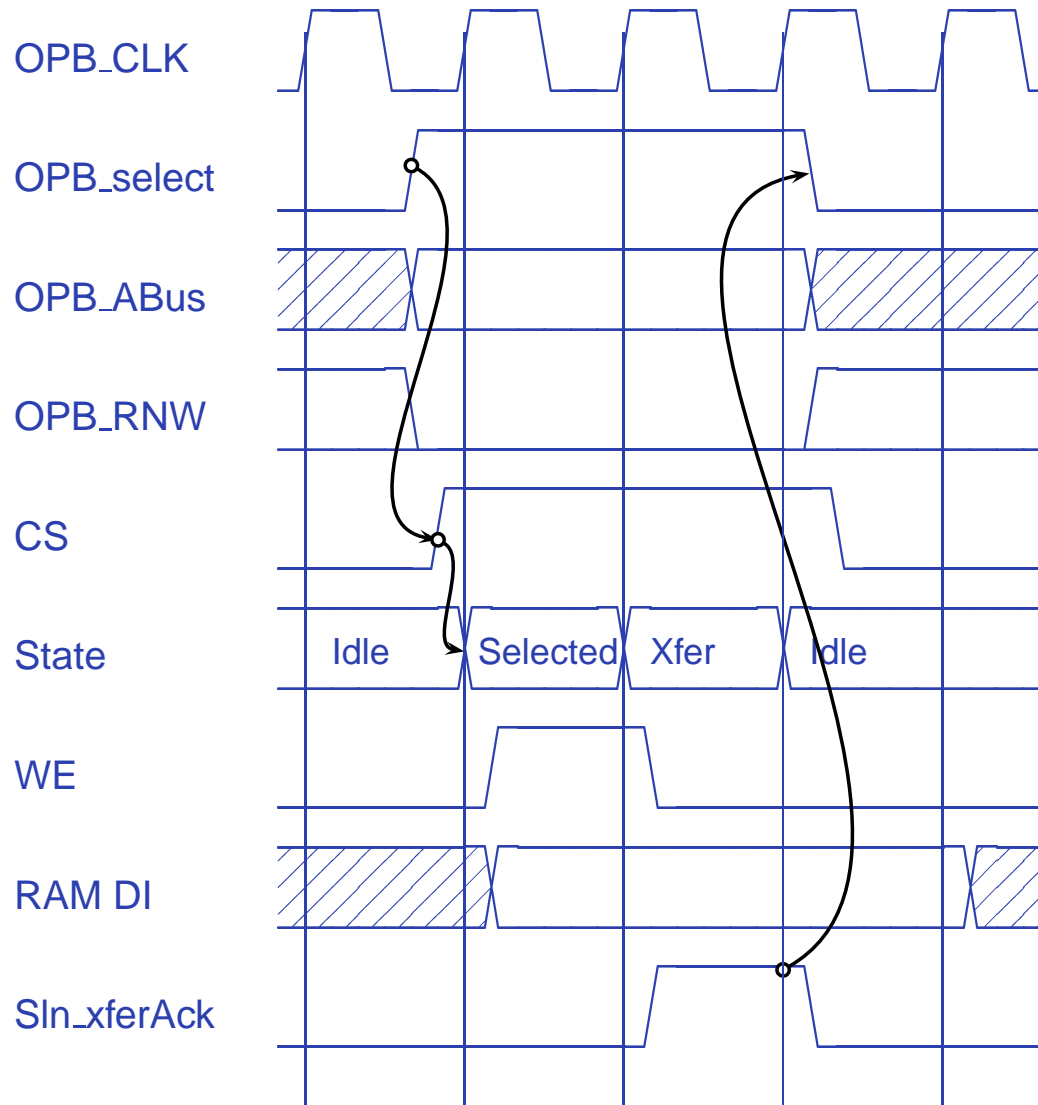 OPB_CLK
OPB_select
OPB_ABus
OPB_RNW
CS
State Idle Selected Xfer Idle
WE
RAM DI
Sln_xferAck